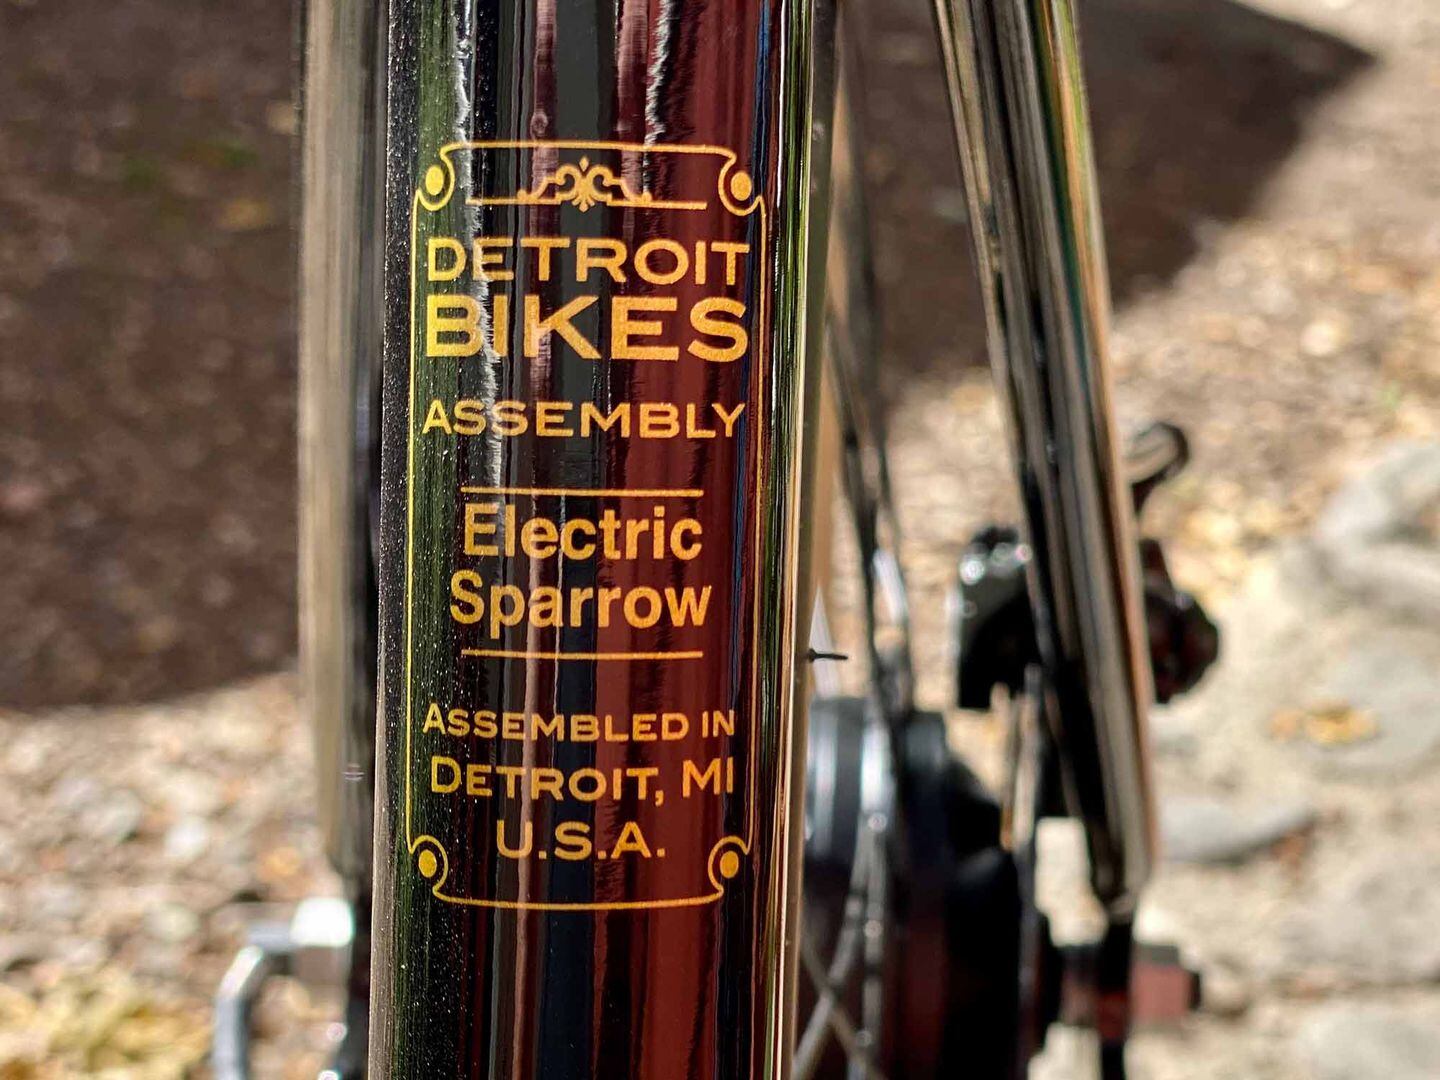 DETROIT
BIKES
ASSEMBLY
Electric
Sparrow
ASSEMBLED IN
DETROIT, MI
U.S.A.